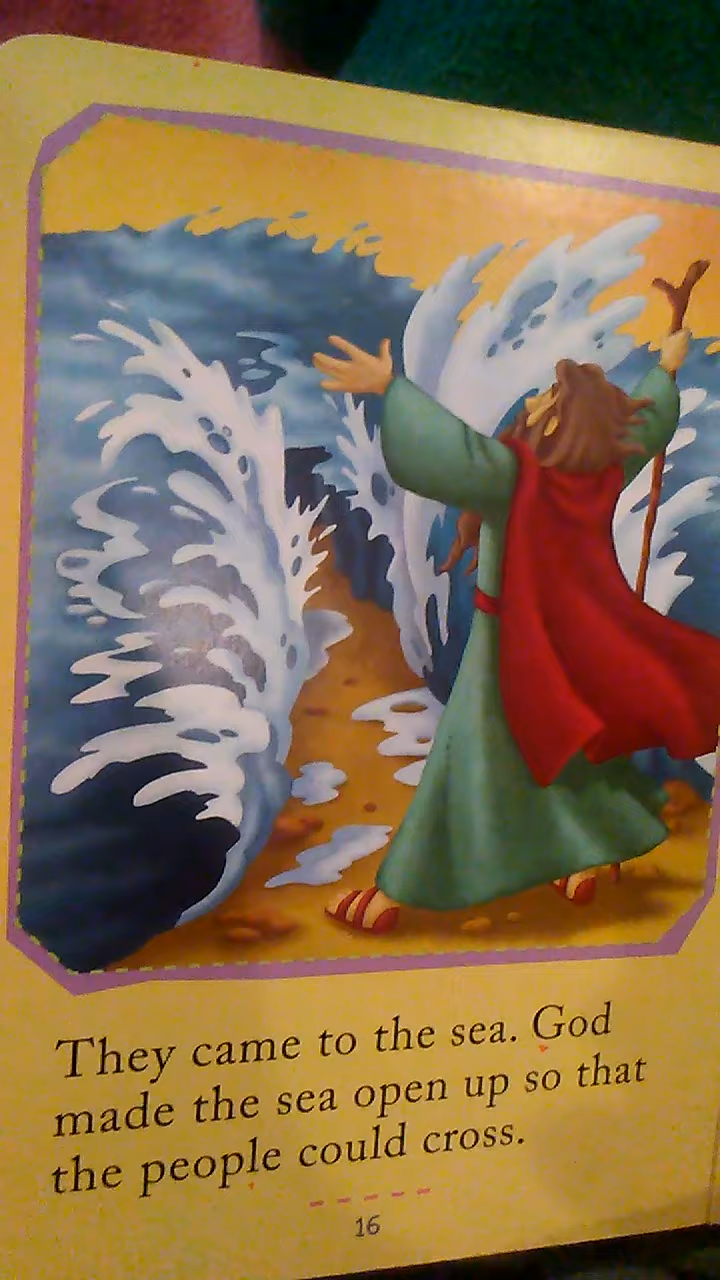 They came to the sea. God
made the sea open up so that
the people could cross.
16